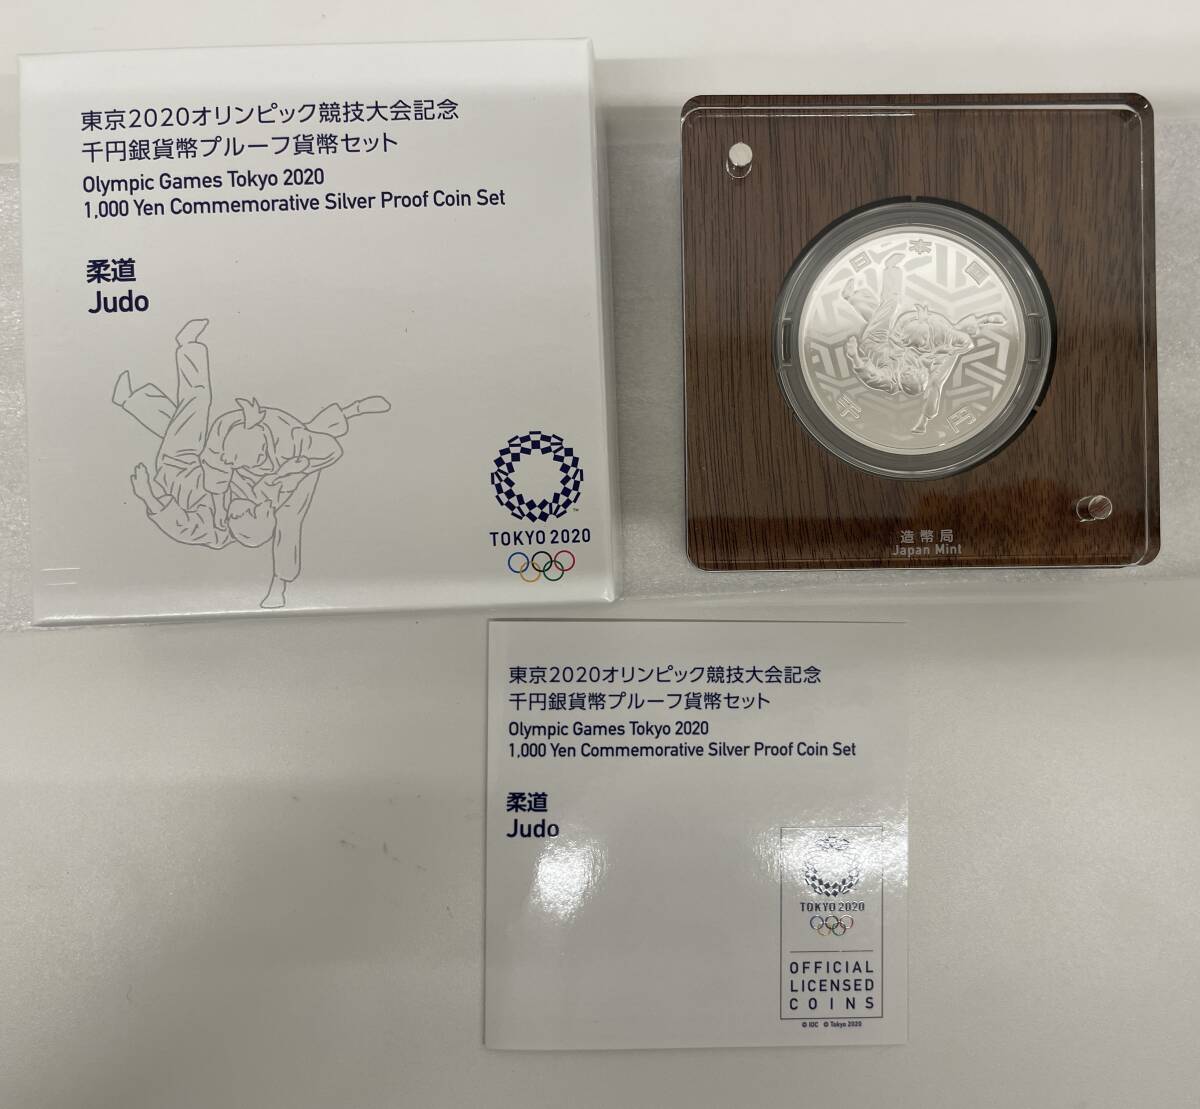 東京2020オリンピック競技大会記念
千円銀貨幣プルーフ貨幣セット
Olympic Games Tokyo 2020
1,000 Yen Commemorative Silver Proof Coin Set
柔道
Judo
TOKYO 2020
日本国
千円
造幣局
Japan Mint
東京2020オリンピック競技大会記念
千円銀貨幣プルーフ貨幣セット
Olympic Games Tokyo 2020
1,000 Yen Commemorative Silver Proof Coin Set
柔道
Judo
TOKYO 2020
OFFICIAL
LICENSED
COINS
© IOC © Tokyo 2020